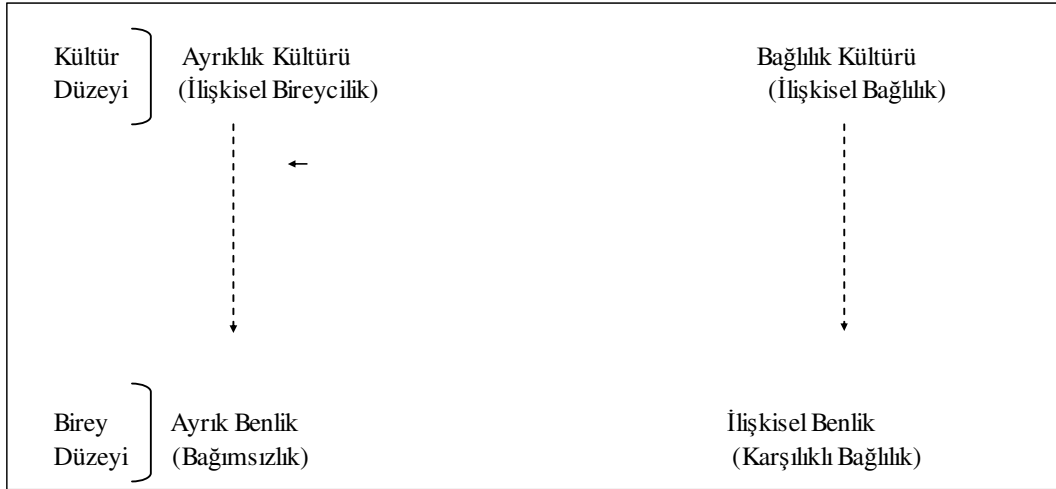 Kültür Ayrıklık Kültürü Bağlılık Kültürü
Düzeyi (İlişkisel Bireycilik) (İlişkisel Bağlılık)
Birey Ayrık Benlik İlişkisel Benlik
Düzeyi (Bağımsızlık) (Karşılıklı Bağlılık)